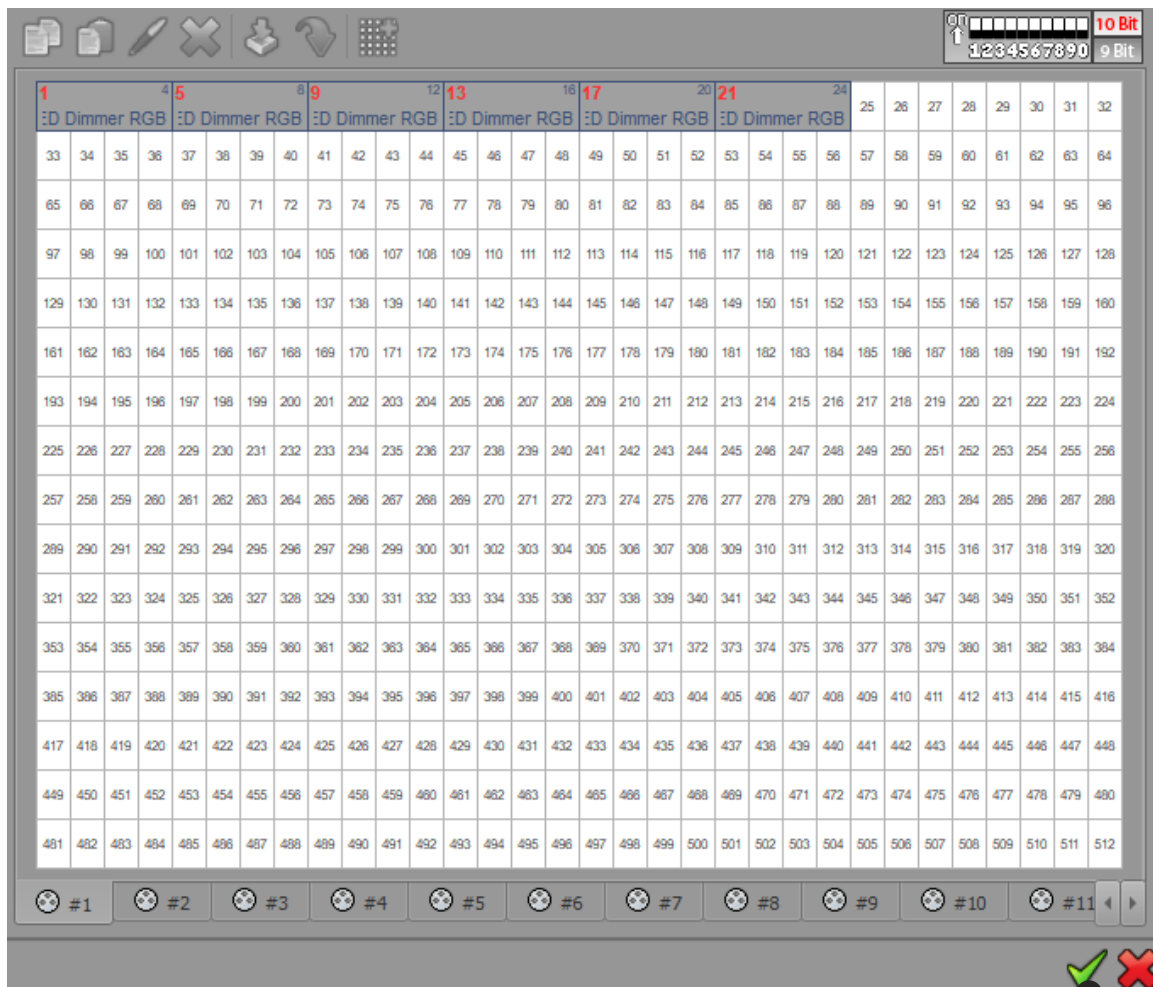 on 10 Bit
1234567890 9 Bit
1 4 5 8 9 12 13 16 17 20 21 24
ED Dimmer RGB ED Dimmer RGB ED Dimmer RGB ED Dimmer RGB ED Dimmer RGB ED Dimmer RGB 25 26 27 28 29 30 31 32
33 34 35 36 37 38 39 40 41 42 43 44 45 46 47 48 49 50 51 52 53 54 55 56 57 58 59 60 61 62 63 64
65 66 67 68 69 70 71 72 73 74 75 76 77 78 79 80 81 82 83 84 85 86 87 88 89 90 91 92 93 94 95 96
97 98 99 100 101 102 103 104 105 106 107 108 109 110 111 112 113 114 115 116 117 118 119 120 121 122 123 124 125 126 127 128
129 130 131 132 133 134 135 136 137 138 139 140 141 142 143 144 145 146 147 148 149 150 151 152 153 154 155 156 157 158 159 160
161 162 163 164 165 166 167 168 169 170 171 172 173 174 175 176 177 178 179 180 181 182 183 184 185 186 187 188 189 190 191 192
193 194 195 196 197 198 199 200 201 202 203 204 205 206 207 208 209 210 211 212 213 214 215 216 217 218 219 220 221 222 223 224
225 226 227 228 229 230 231 232 233 234 235 236 237 238 239 240 241 242 243 244 245 246 247 248 249 250 251 252 253 254 255 256
257 258 259 260 261 262 263 264 265 266 267 268 269 270 271 272 273 274 275 276 277 278 279 280 281 282 283 284 285 286 287 288
289 290 291 292 293 294 295 296 297 298 299 300 301 302 303 304 305 306 307 308 309 310 311 312 313 314 315 316 317 318 319 320
321 322 323 324 325 326 327 328 329 330 331 332 333 334 335 336 337 338 339 340 341 342 343 344 345 346 347 348 349 350 351 352
353 354 355 356 357 358 359 360 361 362 363 364 365 366 367 368 369 370 371 372 373 374 375 376 377 378 379 380 381 382 383 384
385 386 387 388 389 390 391 392 393 394 395 396 397 398 399 400 401 402 403 404 405 406 407 408 409 410 411 412 413 414 415 416
417 418 419 420 421 422 423 424 425 426 427 428 429 430 431 432 433 434 435 436 437 438 439 440 441 442 443 444 445 446 447 448
449 450 451 452 453 454 455 456 457 458 459 460 461 462 463 464 465 466 467 468 469 470 471 472 473 474 475 476 477 478 479 480
481 482 483 484 485 486 487 488 489 490 491 492 493 494 495 496 497 498 499 500 501 502 503 504 505 506 507 508 509 510 511 512
#1 #2 #3 #4 #5 #6 #7 #8 #9 #10 #11